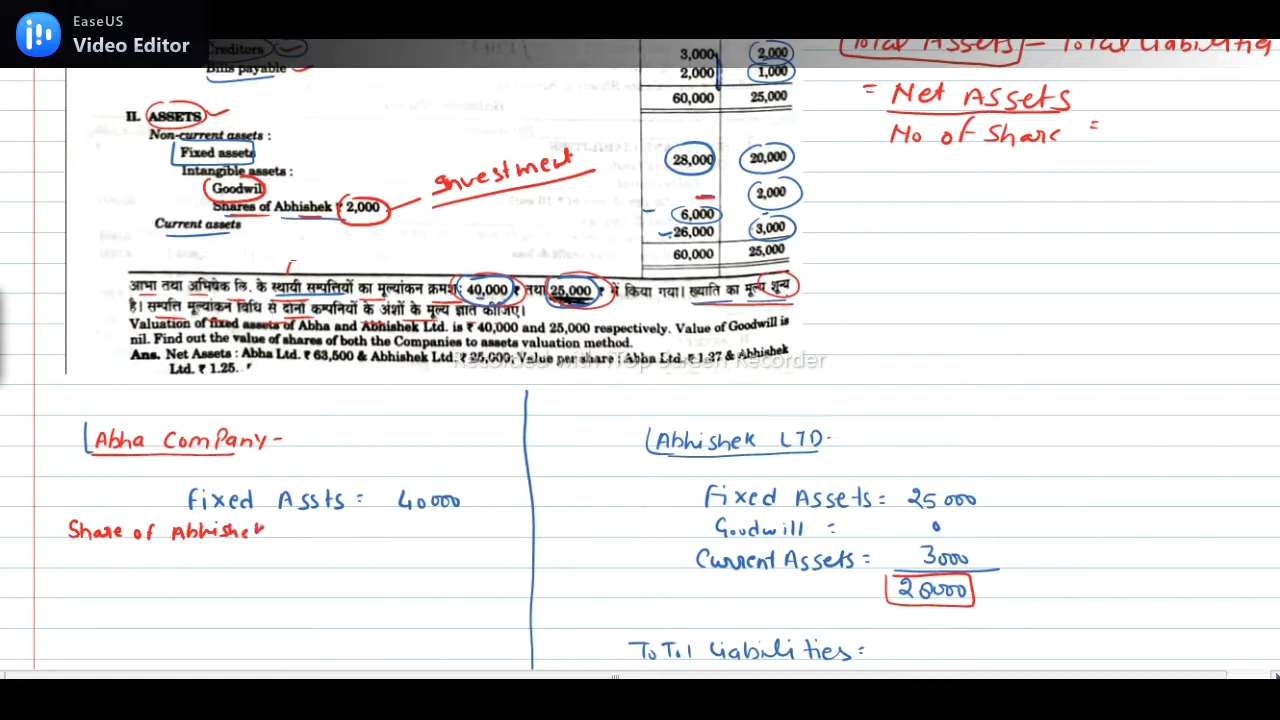 EaseUS
Video Editor
Creditors 3,000 2,000
Bills payable 2,000 1,000
60,000 25,000
II. ASSETS
Non-current assets :
Fixed assets 28,000 20,000
Intangible assets :
Goodwil 2,000
Shares of Abhishek ₹ 2,000 6,000
Current assets 26,000 3,000
60,000 25,000
Investment
Total Assets - Total Liabilities
= Net Assets
No of Share =
आभा तथा अभिषेक लि. के स्थायी सम्पत्तियों का मूल्यांकन क्रमश: 40,000 ₹ तथा 25,000 ₹ में किया गया। ख्याति का मूल्य शून्य
है। सम्पत्ति मूल्यांकन विधि से दोनों कम्पनियों के अंशों के मूल्य ज्ञात कीजिए।
Valuation of fixed assets of Abha and Abhishek Ltd. is ₹ 40,000 and 25,000 respectively. Value of Goodwill is
nil. Find out the value of shares of both the Companies to assets valuation method.
Ans. Net Assets : Abha Ltd. ₹ 63,500 & Abhishek Ltd. ₹ 25,000; Value per share : Abha Ltd. ₹ 1.37 & Abhishek
Ltd. ₹ 1.25.
Recorded with iTop Screen Recorder
Abha Company -
Fixed Assts = 40000
Share of Abhishek
Abhishek LTD.
Fixed Assets = 25000
Goodwill = 0
Current Assets = 3000
28000
ToTal Liabilities =